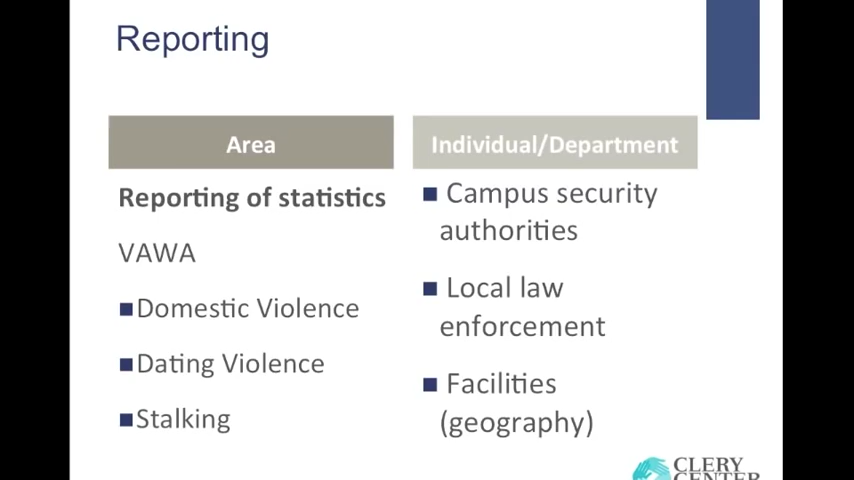 Reporting
Area
Individual/Department
Reporting of statistics
VAWA
Domestic Violence
Dating Violence
Stalking
Campus security
authorities
Local law
enforcement
Facilities
(geography)
CLERY
CENTER